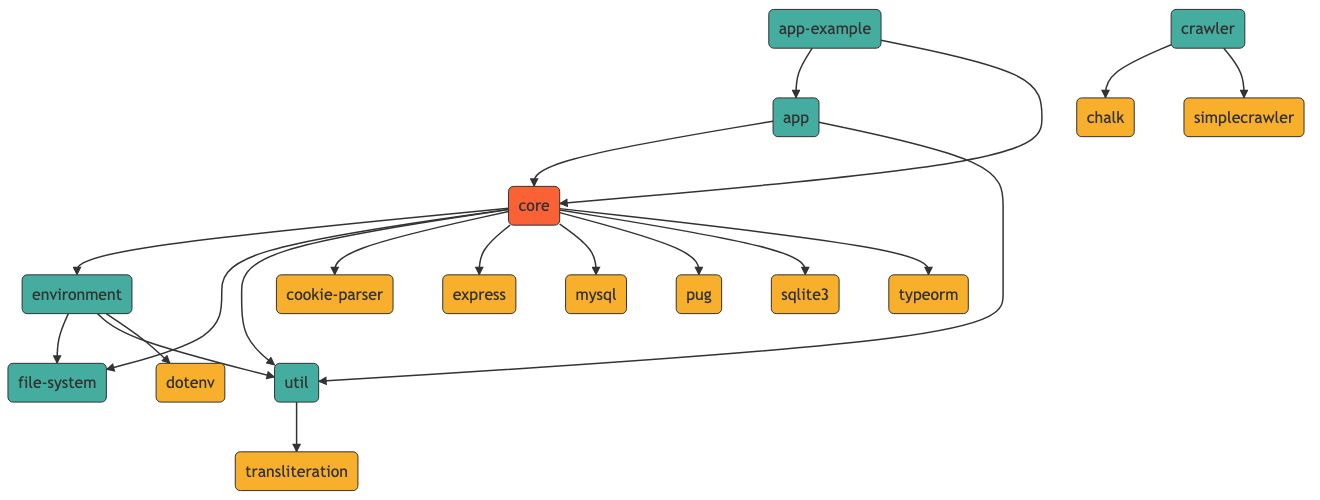 app-example
crawler
app
chalk
simplecrawler
core
environment
cookie-parser
express
mysql
pug
sqlite3
typeorm
file-system
dotenv
util
transliteration